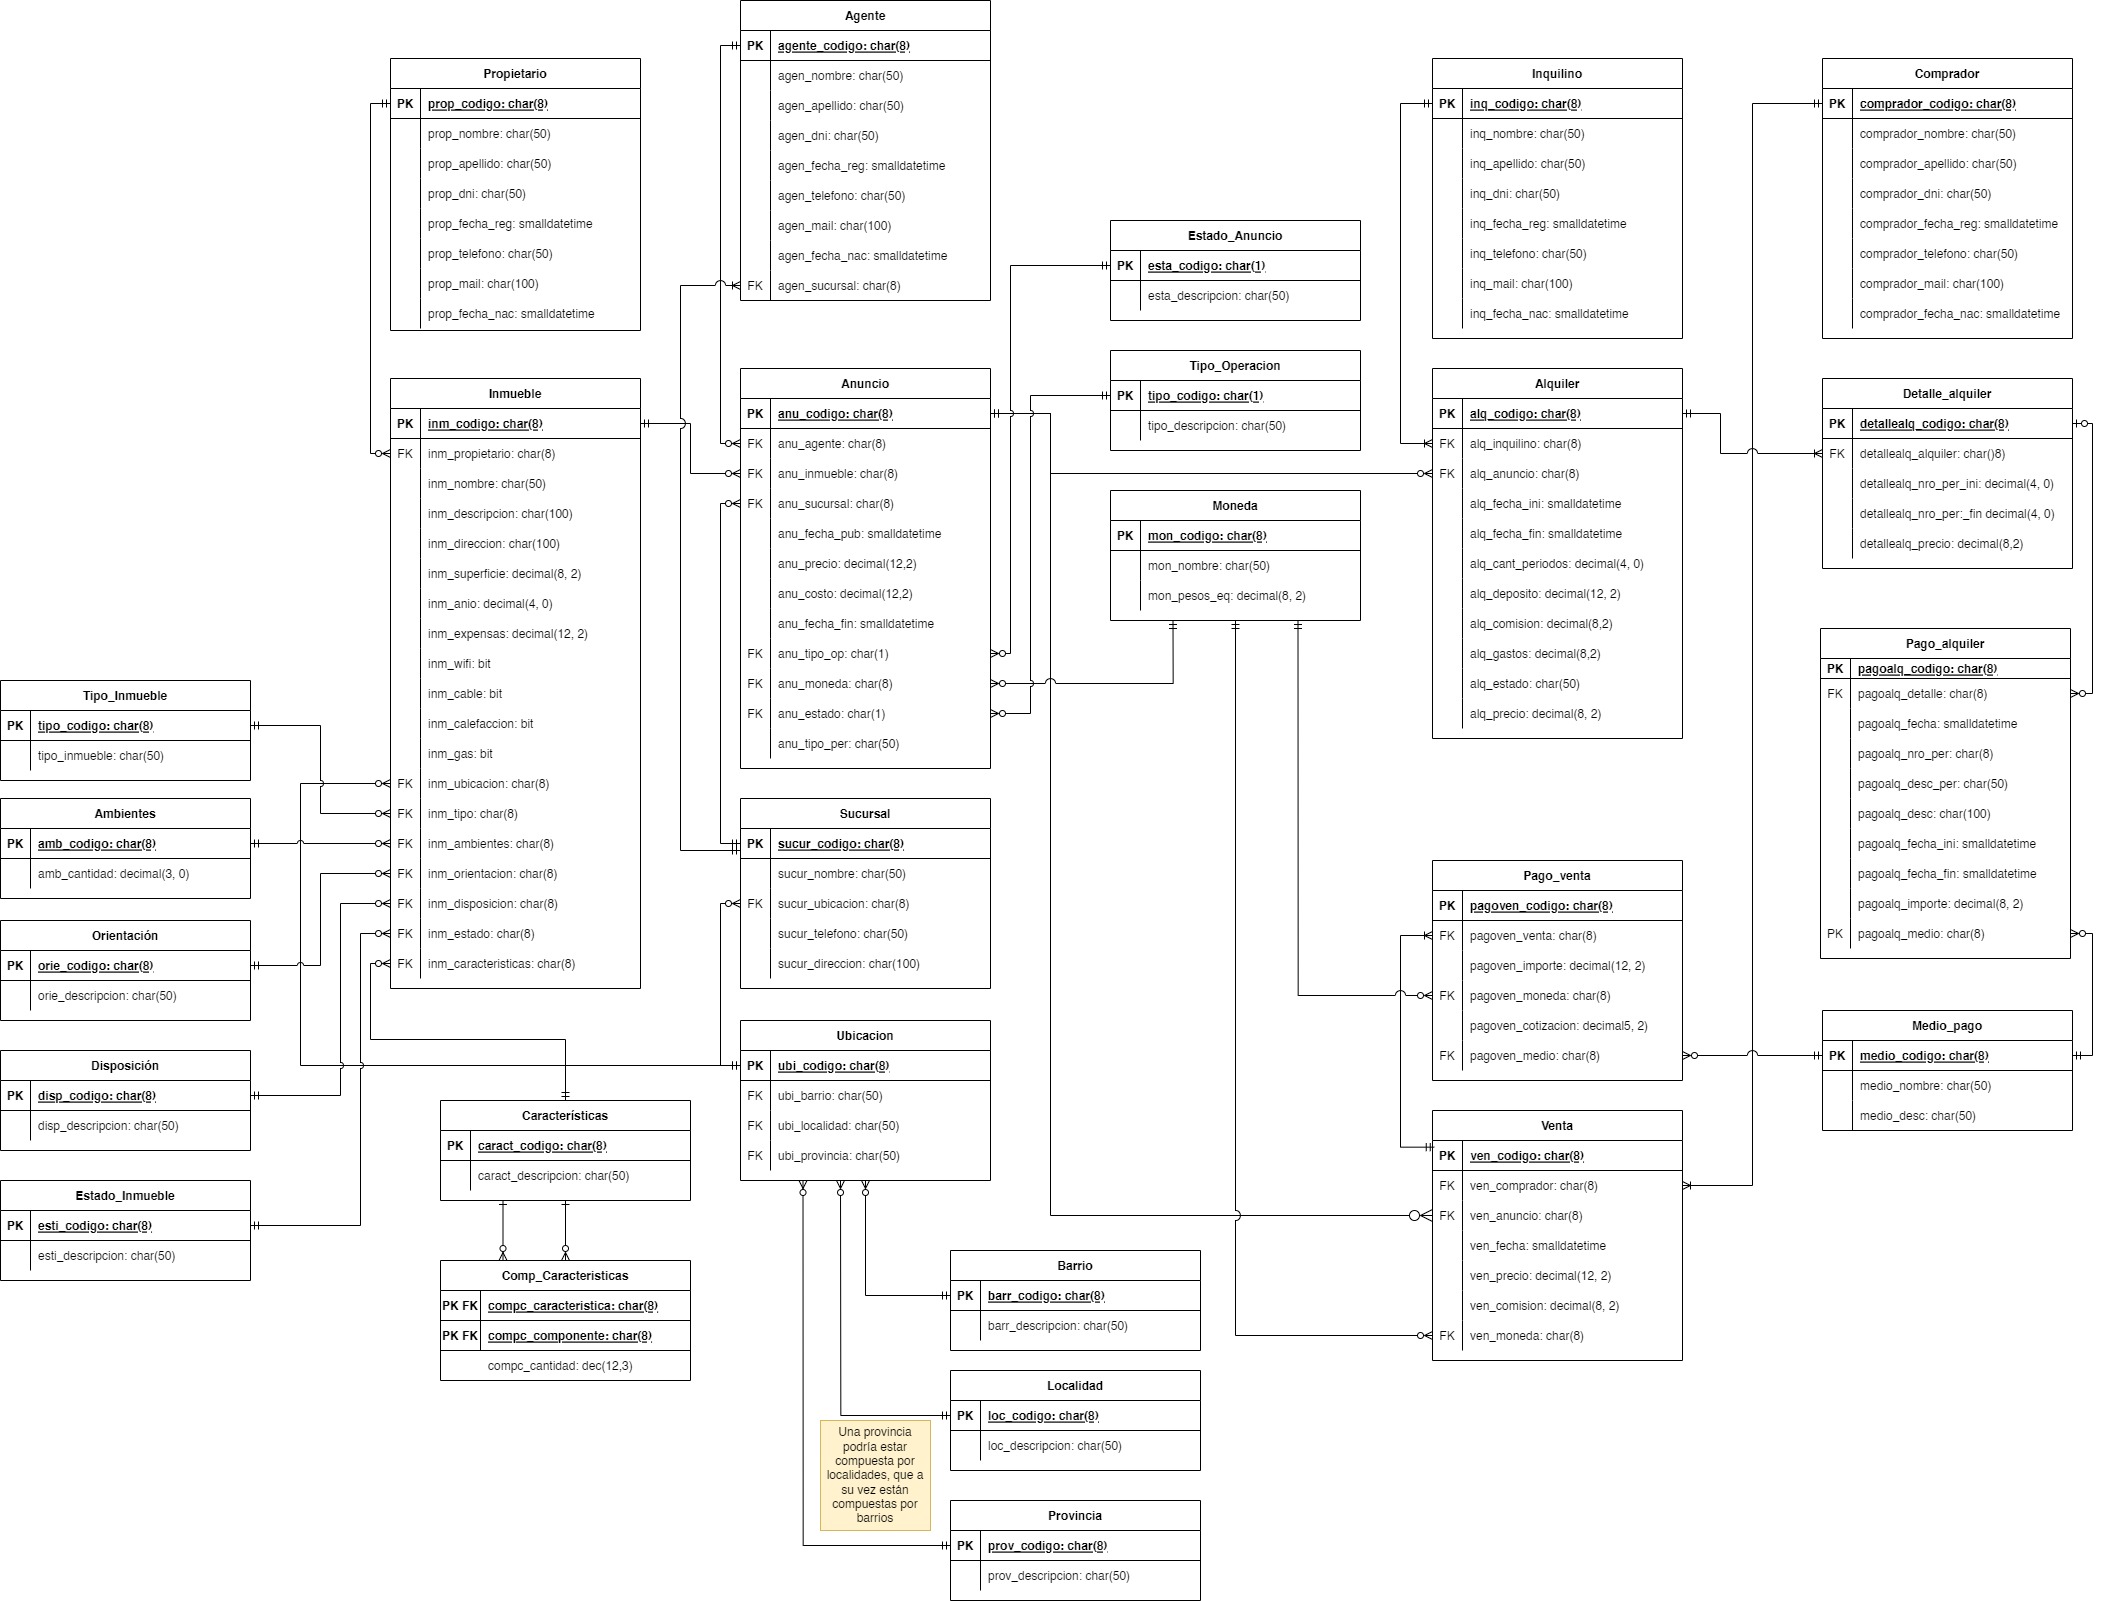 Agente
PK agente_codigo: char(8)
agen_nombre: char(50)
agen_apellido: char(50)
agen_dni: char(50)
agen_fecha_reg: smalldatetime
agen_telefono: char(50)
agen_mail: char(100)
agen_fecha_nac: smalldatetime
FK agen_sucursal: char(8)
Propietario
PK prop_codigo: char(8)
prop_nombre: char(50)
prop_apellido: char(50)
prop_dni: char(50)
prop_fecha_reg: smalldatetime
prop_telefono: char(50)
prop_mail: char(100)
prop_fecha_nac: smalldatetime
Inquilino
PK inq_codigo: char(8)
inq_nombre: char(50)
inq_apellido: char(50)
inq_dni: char(50)
inq_fecha_reg: smalldatetime
inq_telefono: char(50)
inq_mail: char(100)
inq_fecha_nac: smalldatetime
Comprador
PK comprador_codigo: char(8)
comprador_nombre: char(50)
comprador_apellido: char(50)
comprador_dni: char(50)
comprador_fecha_reg: smalldatetime
comprador_telefono: char(50)
comprador_mail: char(100)
comprador_fecha_nac: smalldatetime
Estado_Anuncio
PK esta_codigo: char(1)
esta_descripcion: char(50)
Tipo_Operacion
PK tipo_codigo: char(1)
tipo_descripcion: char(50)
Moneda
PK mon_codigo: char(8)
mon_nombre: char(50)
mon_pesos_eq: decimal(8, 2)
Inmueble
PK inm_codigo: char(8)
FK inm_propietario: char(8)
inm_nombre: char(50)
inm_descripcion: char(100)
inm_direccion: char(100)
inm_superficie: decimal(8, 2)
inm_anio: decimal(4, 0)
inm_expensas: decimal(12, 2)
inm_wifi: bit
inm_cable: bit
inm_calefaccion: bit
inm_gas: bit
FK inm_ubicacion: char(8)
FK inm_tipo: char(8)
FK inm_ambientes: char(8)
FK inm_orientacion: char(8)
FK inm_disposicion: char(8)
FK inm_estado: char(8)
FK inm_caracteristicas: char(8)
Anuncio
PK anu_codigo: char(8)
FK anu_agente: char(8)
FK anu_inmueble: char(8)
FK anu_sucursal: char(8)
anu_fecha_pub: smalldatetime
anu_precio: decimal(12,2)
anu_costo: decimal(12,2)
anu_fecha_fin: smalldatetime
FK anu_tipo_op: char(1)
FK anu_moneda: char(8)
FK anu_estado: char(1)
anu_tipo_per: char(50)
Alquiler
PK alq_codigo: char(8)
FK alq_inquilino: char(8)
FK alq_anuncio: char(8)
alq_fecha_ini: smalldatetime
alq_fecha_fin: smalldatetime
alq_cant_periodos: decimal(4, 0)
alq_deposito: decimal(12, 2)
alq_comision: decimal(8,2)
alq_gastos: decimal(8,2)
alq_estado: char(50)
alq_precio: decimal(8, 2)
Detalle_alquiler
PK detallealq_codigo: char(8)
FK detallealq_alquiler: char()8)
detallealq_nro_per_ini: decimal(4, 0)
detallealq_nro_per:_fin decimal(4, 0)
detallealq_precio: decimal(8,2)
Pago_alquiler
PK pagoalq_codigo: char(8)
FK pagoalq_detalle: char(8)
pagoalq_fecha: smalldatetime
pagoalq_nro_per: char(8)
pagoalq_desc_per: char(50)
pagoalq_desc: char(100)
pagoalq_fecha_ini: smalldatetime
pagoalq_fecha_fin: smalldatetime
pagoalq_importe: decimal(8, 2)
PK pagoalq_medio: char(8)
Tipo_Inmueble
PK tipo_codigo: char(8)
tipo_inmueble: char(50)
Ambientes
PK amb_codigo: char(8)
amb_cantidad: decimal(3, 0)
Orientación
PK orie_codigo: char(8)
orie_descripcion: char(50)
Disposición
PK disp_codigo: char(8)
disp_descripcion: char(50)
Estado_Inmueble
PK esti_codigo: char(8)
esti_descripcion: char(50)
Sucursal
PK sucur_codigo: char(8)
sucur_nombre: char(50)
FK sucur_ubicacion: char(8)
sucur_telefono: char(50)
sucur_direccion: char(100)
Ubicacion
PK ubi_codigo: char(8)
FK ubi_barrio: char(50)
FK ubi_localidad: char(50)
FK ubi_provincia: char(50)
Pago_venta
PK pagoven_codigo: char(8)
FK pagoven_venta: char(8)
pagoven_importe: decimal(12, 2)
FK pagoven_moneda: char(8)
pagoven_cotizacion: decimal5, 2)
FK pagoven_medio: char(8)
Medio_pago
PK medio_codigo: char(8)
medio_nombre: char(50)
medio_desc: char(50)
Venta
PK ven_codigo: char(8)
FK ven_comprador: char(8)
FK ven_anuncio: char(8)
ven_fecha: smalldatetime
ven_precio: decimal(12, 2)
ven_comision: decimal(8, 2)
FK ven_moneda: char(8)
Característicias
PK caract_codigo: char(8)
caract_descripcion: char(50)
Comp_Caracteristicas
PK FK compc_caracteristica: char(8)
PK FK compc_componente: char(8)
compc_cantidad: dec(12,3)
Barrio
PK barr_codigo: char(8)
barr_descripcion: char(50)
Localidad
PK loc_codigo: char(8)
loc_descripcion: char(50)
Una provincia
podría estar
compuesta por
localidades, que a
su vez están
compuestas por
barrios
Provincia
PK prov_codigo: char(8)
prov_descripcion: char(50)